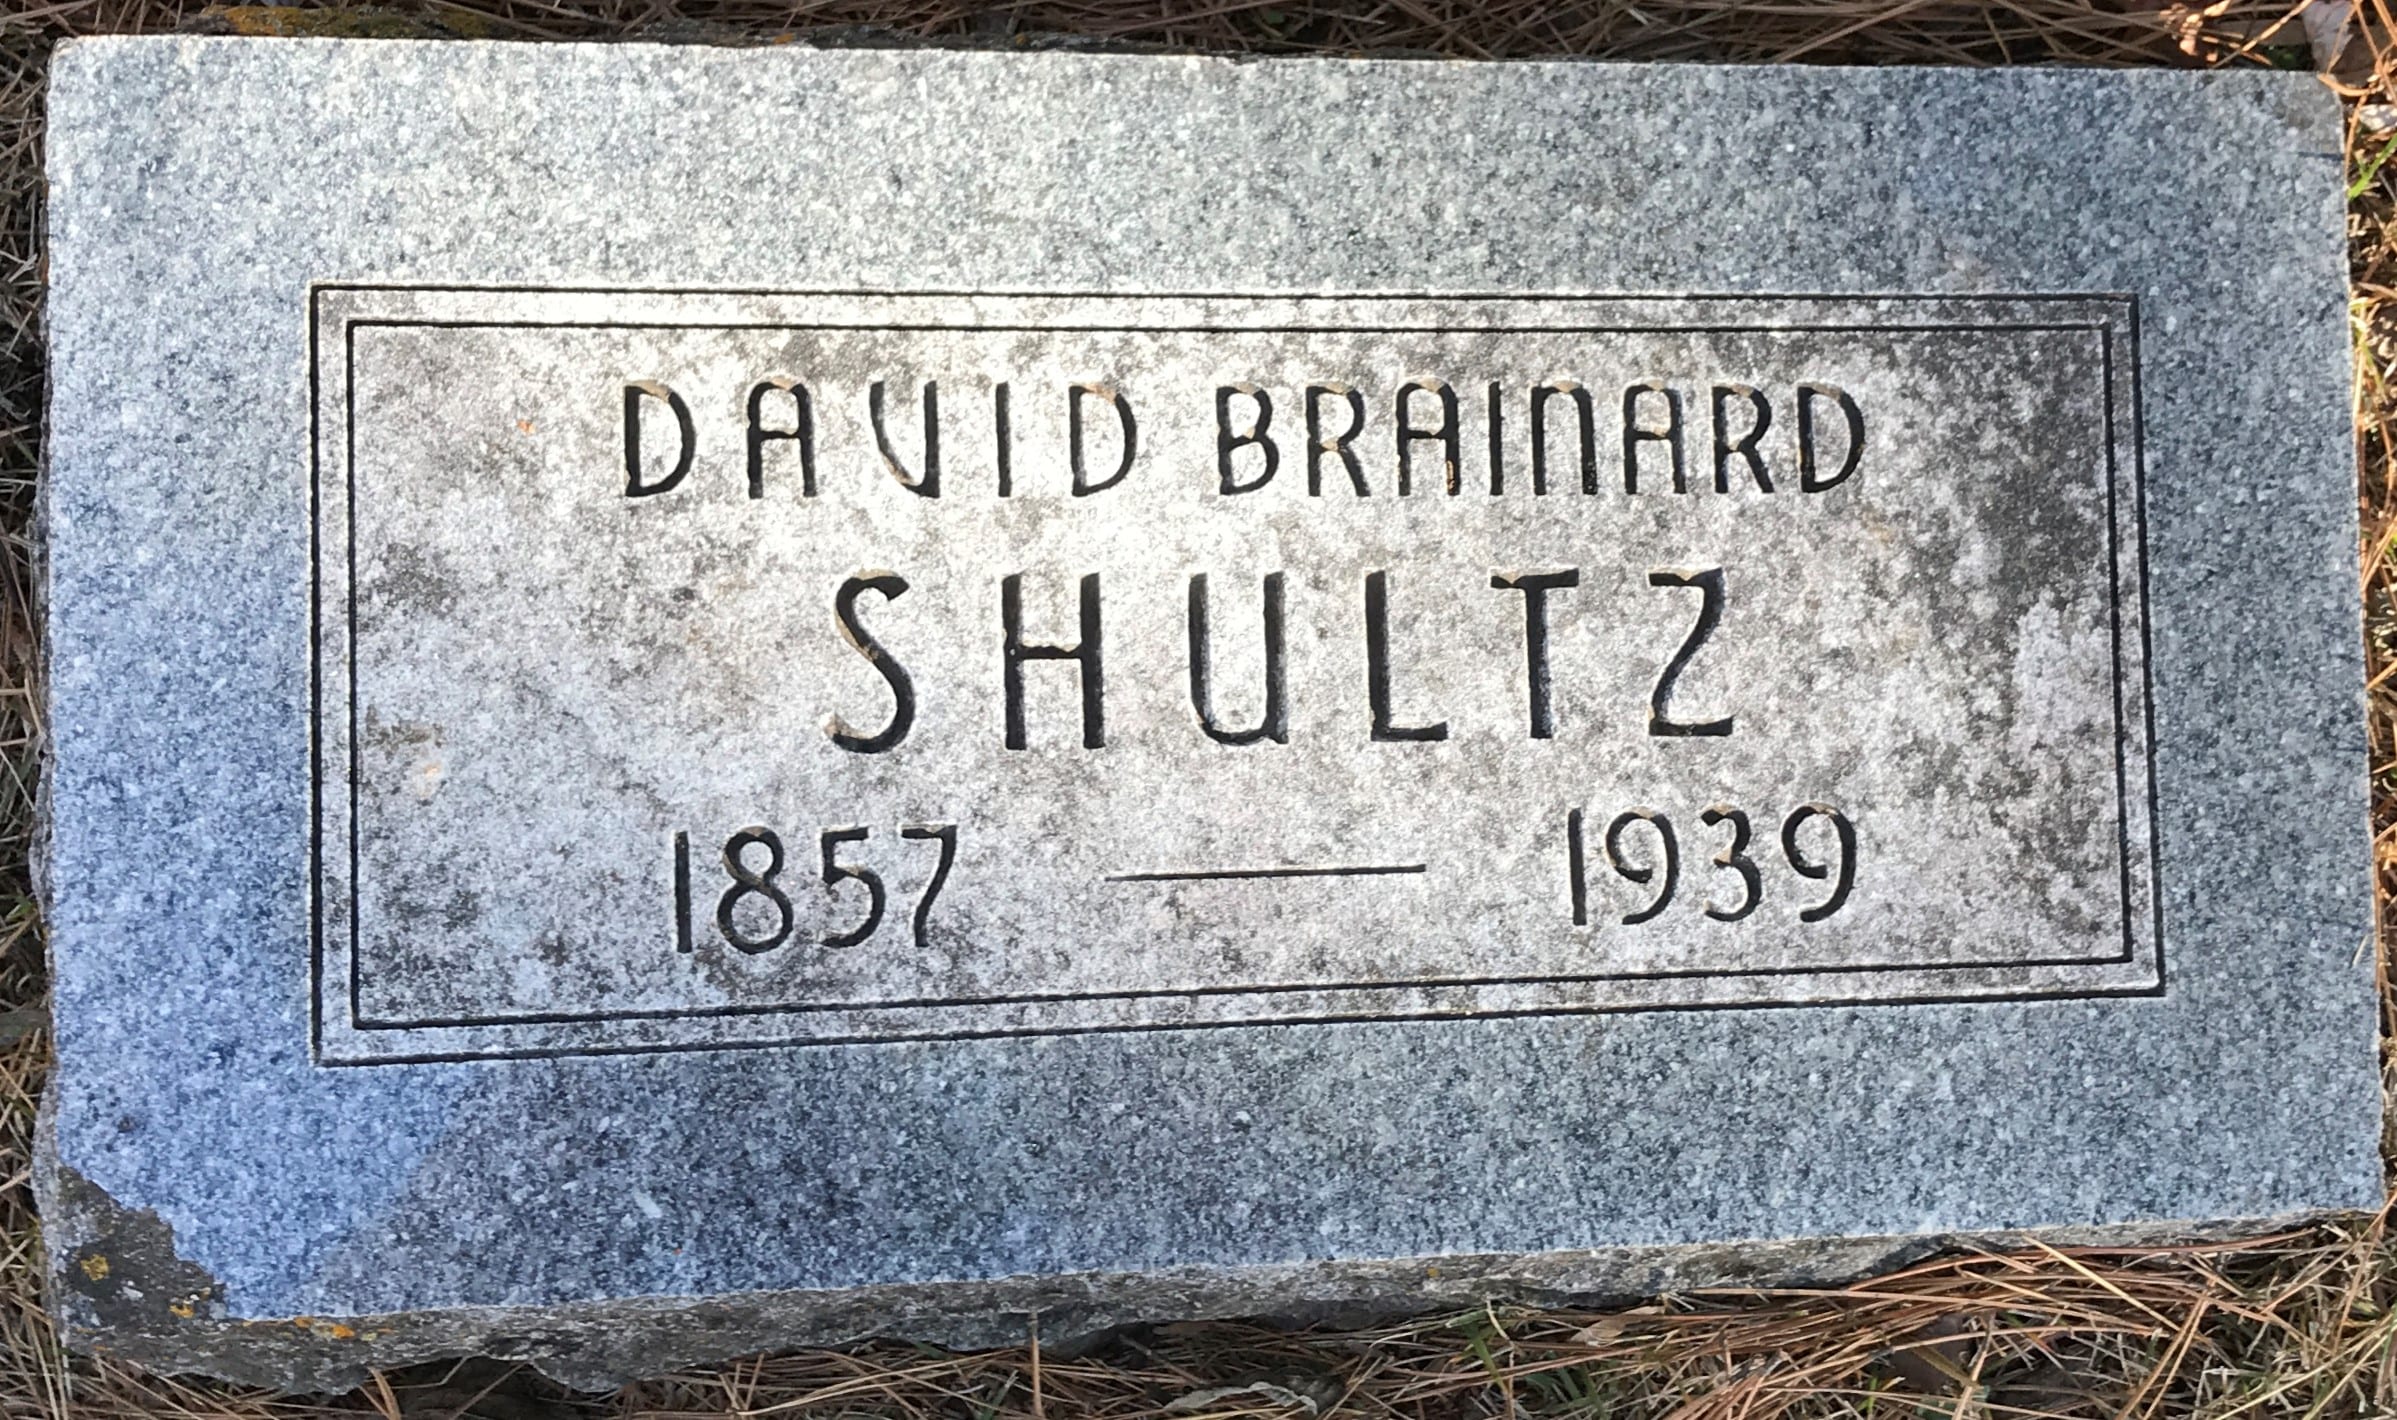 DAVID BRAINARD
SHULTZ
1857 — 1939